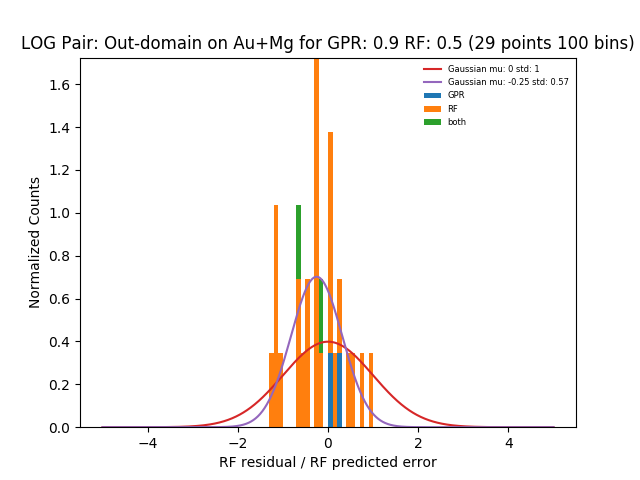 LOG Pair: Out-domain on Au+Mg for GPR: 0.9 RF: 0.5 (29 points 100 bins)
Gaussian mu: 0 std: 1
Gaussian mu: -0.25 std: 0.57
GPR
RF
both
Normalized Counts
1.6
1.4
1.2
1.0
0.8
0.6
0.4
0.2
0.0
−4 −2 0 2 4
RF residual / RF predicted error